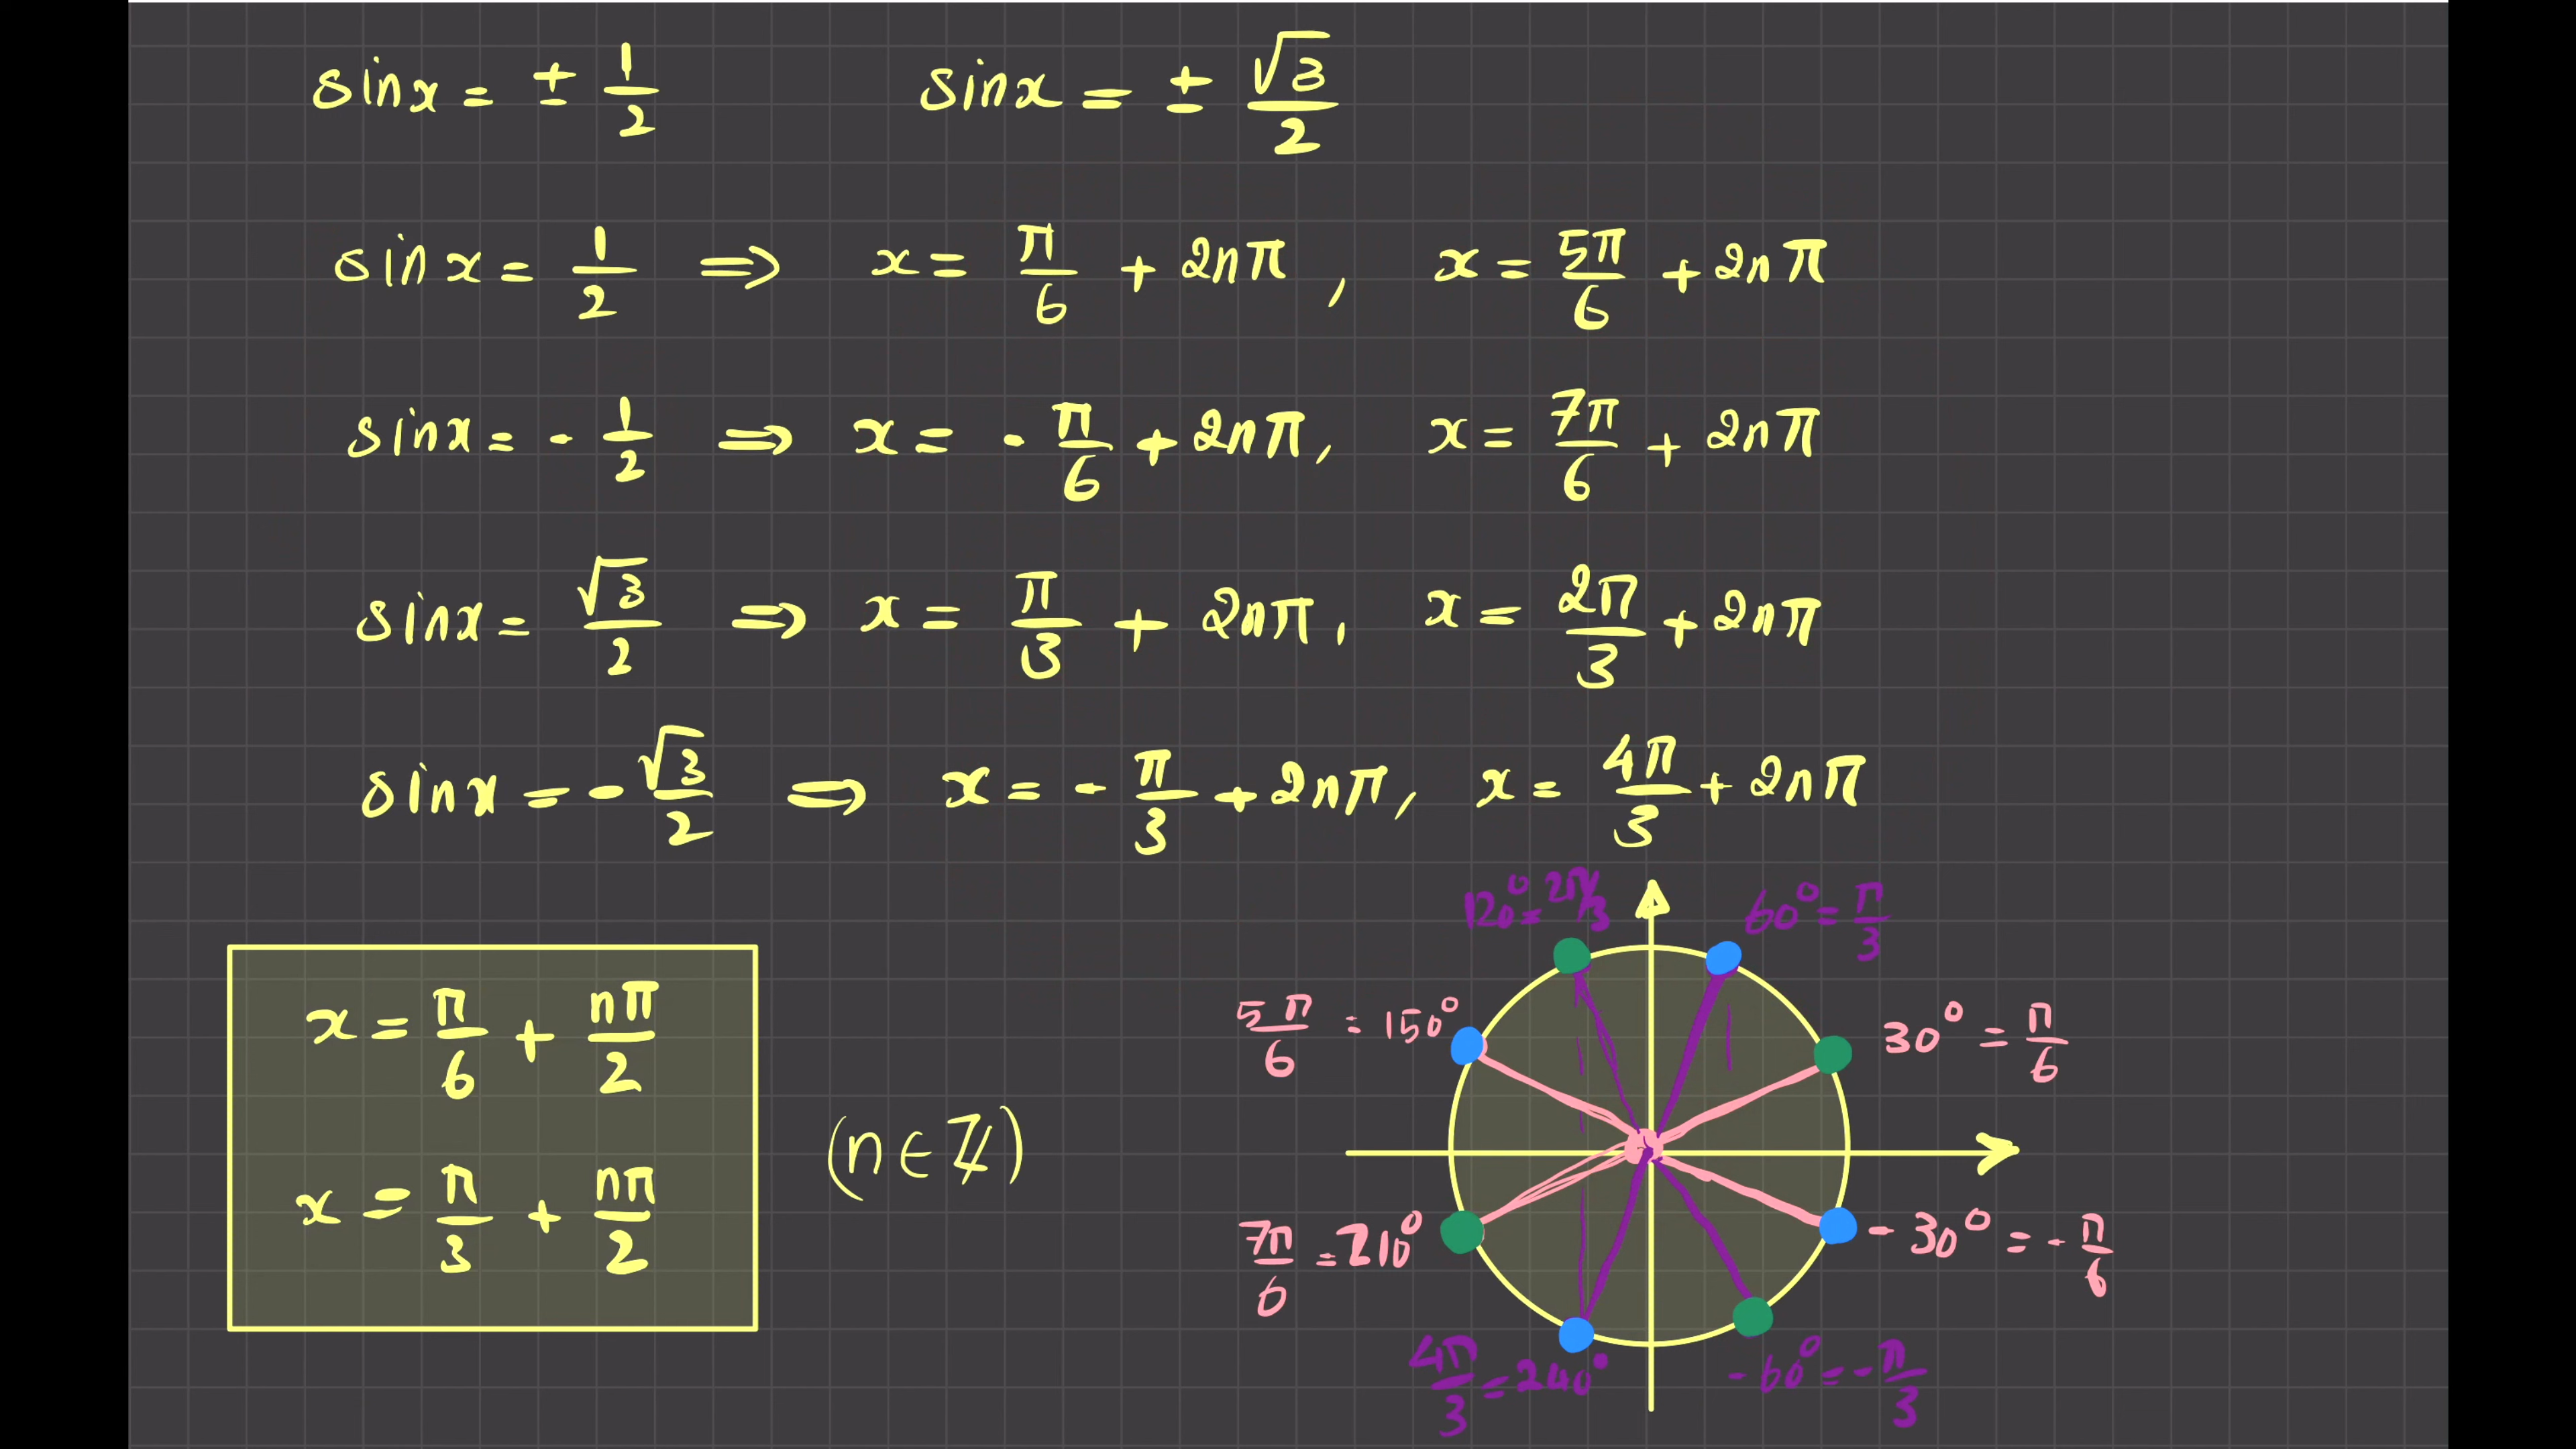 sinx = ± 1/2    sinx = ± √3/2
sinx = 1/2 ⟹ x = π/6 + 2nπ, x = 5π/6 + 2nπ
sinx = - 1/2 ⟹ x = - π/6 + 2nπ, x = 7π/6 + 2nπ
sinx = √3/2 ⟹ x = π/3 + 2nπ, x = 2π/3 + 2nπ
sinx = - √3/2 ⟹ x = - π/3 + 2nπ, x = 4π/3 + 2nπ
x = π/6 + nπ/2
x = π/3 + nπ/2
(n ∈ ℤ)
120° = 2π/3
60° = π/3
5π/6 = 150°
30° = π/6
7π/6 = 210°
- 30° = - π/6
4π/3 = 240°
- 60° = - π/3